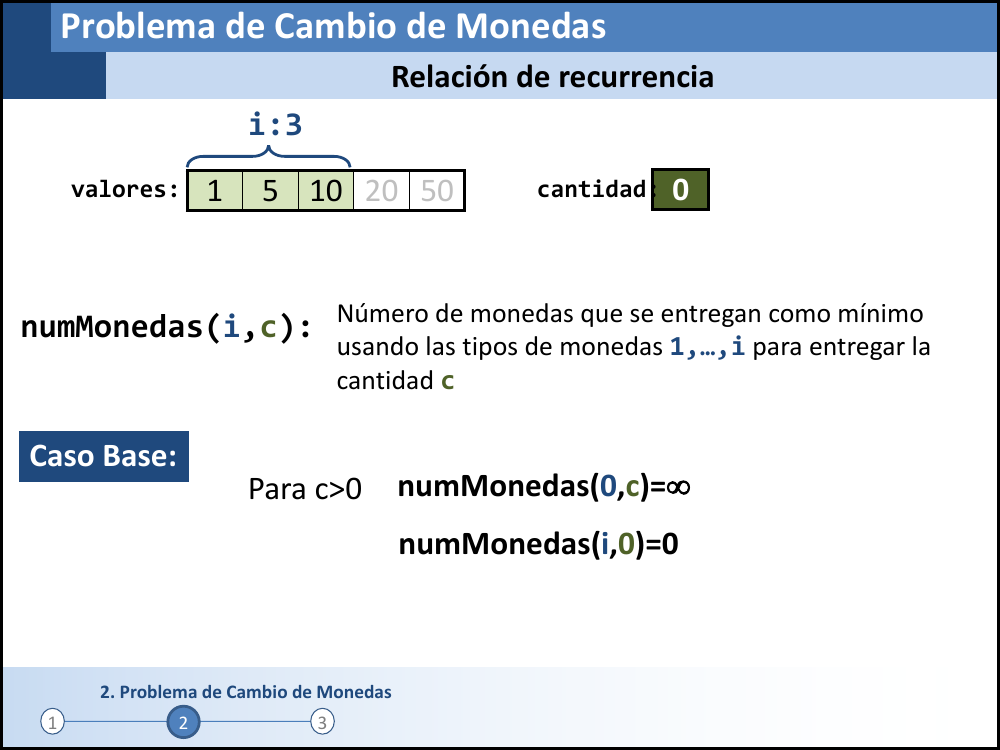 Problema de Cambio de Monedas
Relación de recurrencia
i:3
valores: 1 5 10 20 50 cantidad: 0
numMonedas(i,c): Número de monedas que se entregan como mínimo
usando las tipos de monedas 1,…,i para entregar la
cantidad c
Caso Base:
Para c>0 numMonedas(0,c)=∞
numMonedas(i,0)=0
2. Problema de Cambio de Monedas
1 2 3